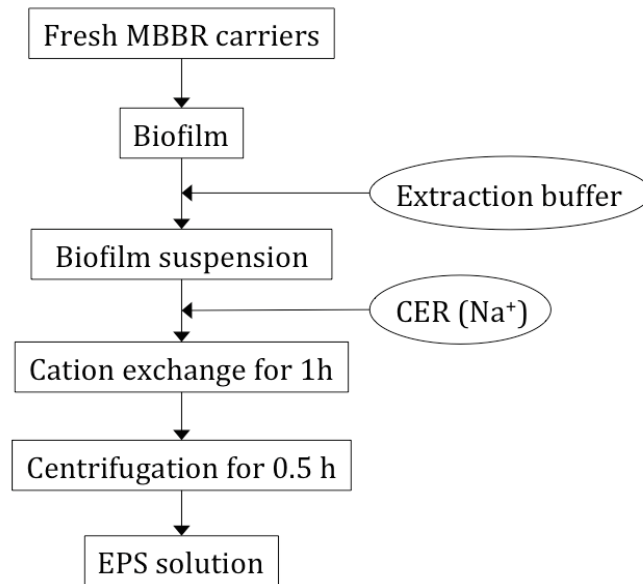 Fresh MBBR carriers
Biofilm
Extraction buffer
Biofilm suspension
CER (Na⁺)
Cation exchange for 1h
Centrifugation for 0.5 h
EPS solution